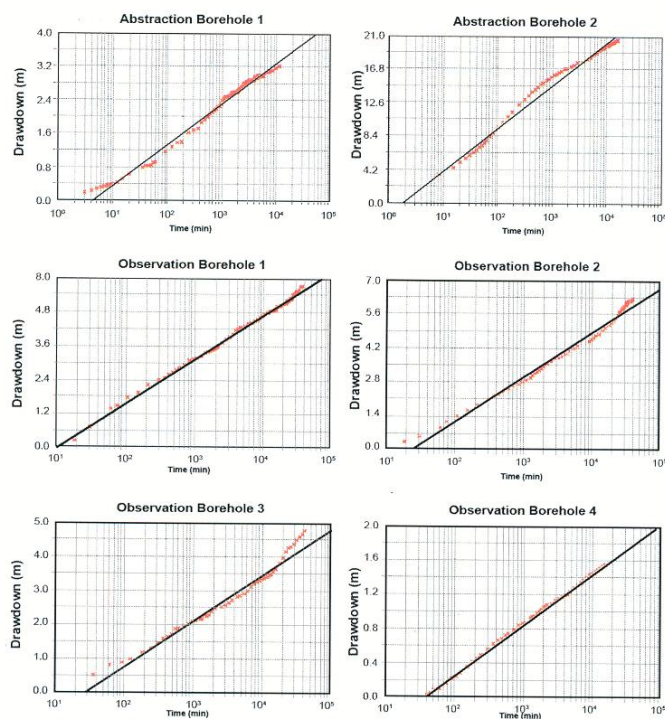 Abstraction Borehole 1
Drawdown (m)
4.0
3.2
2.4
1.6
0.8
0.0
10⁰ 10¹ 10² 10³ 10⁴ 10⁵
Time (min)
Abstraction Borehole 2
Drawdown (m)
21.0
16.8
12.6
8.4
4.2
0.0
10⁰ 10¹ 10² 10³ 10⁴ 10⁵
Time (min)
Observation Borehole 1
Drawdown (m)
8.0
4.8
3.6
2.4
1.2
0.0
10¹ 10² 10³ 10⁴ 10⁵
Time (min)
Observation Borehole 2
Drawdown (m)
7.0
5.6
4.2
2.8
1.4
0.0
10¹ 10² 10³ 10⁴ 10⁵
Time (min)
Observation Borehole 3
Drawdown (m)
5.0
4.0
3.0
2.0
1.0
0.0
10¹ 10² 10³ 10⁴ 10⁵
Time (min)
Observation Borehole 4
Drawdown (m)
2.0
1.6
1.2
0.8
0.4
0.0
10¹ 10² 10³ 10⁴ 10⁵
Time (min)